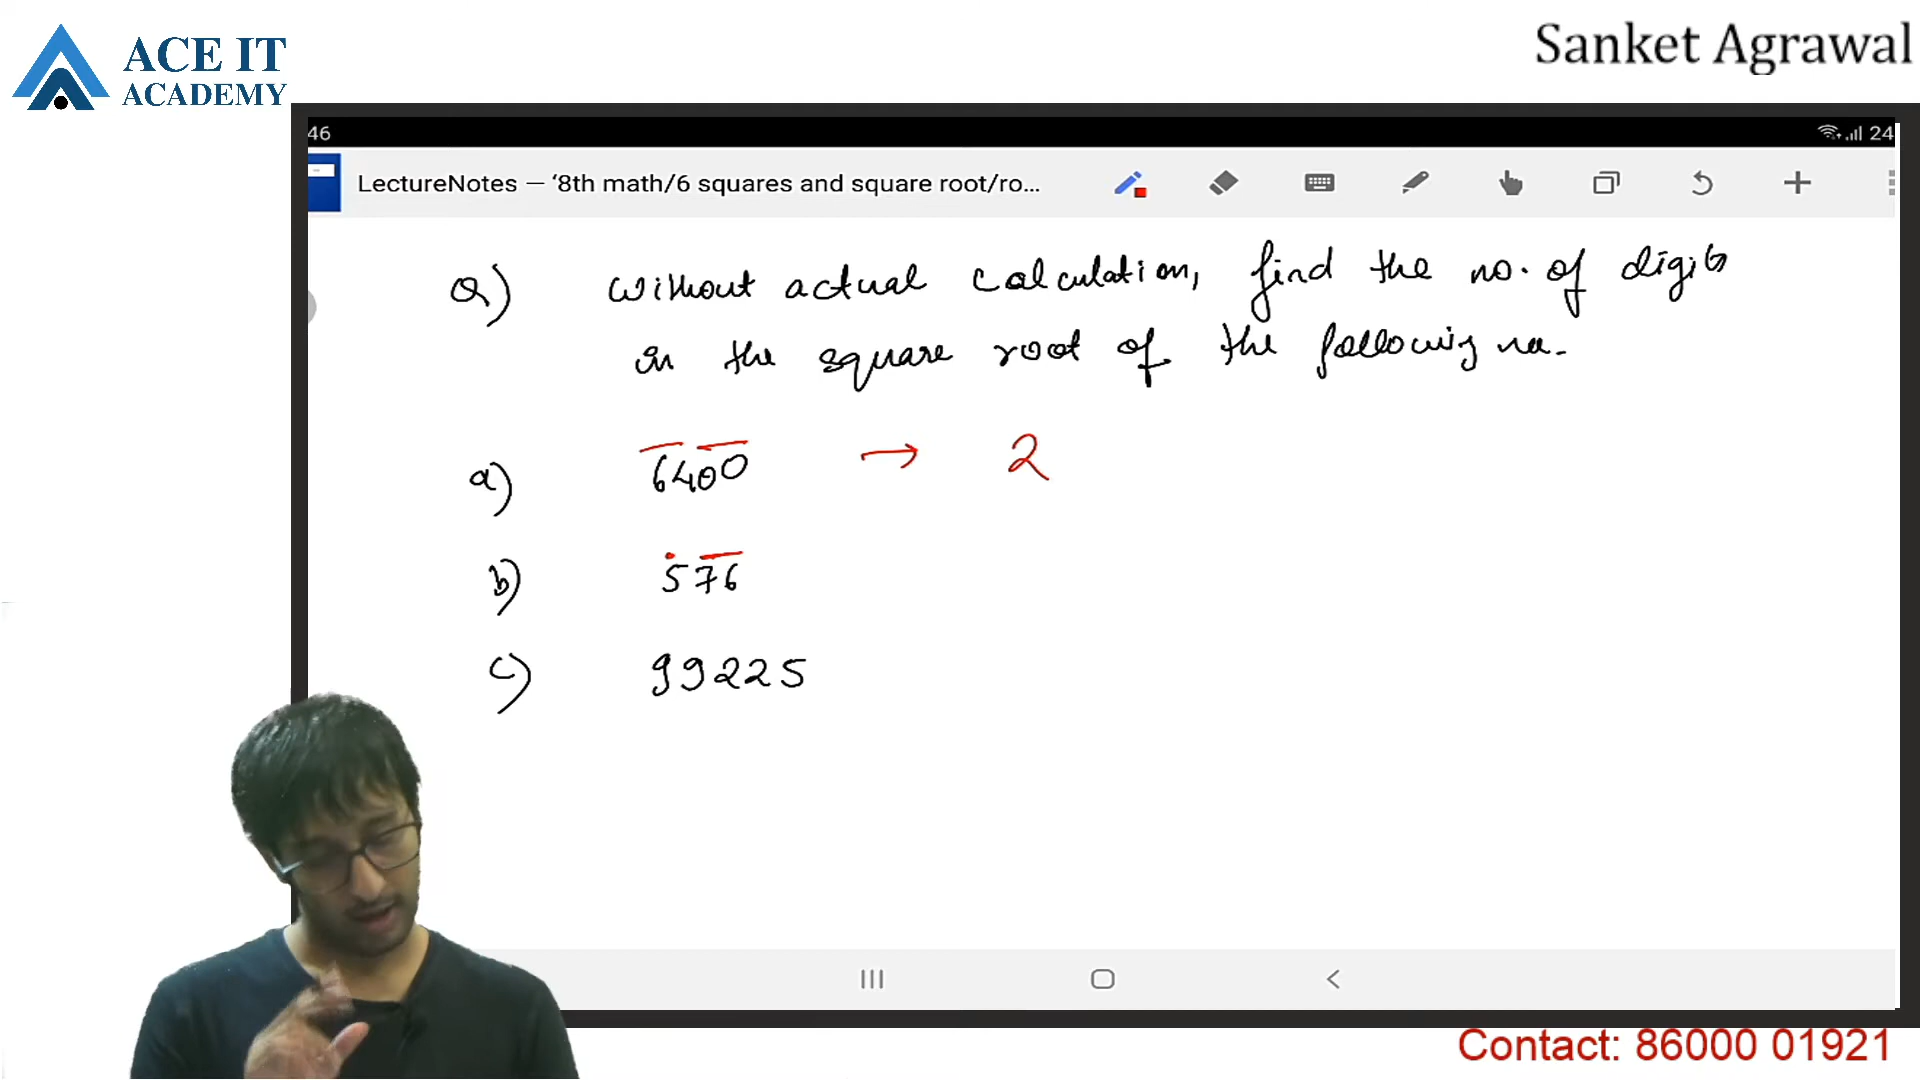 ACE IT
ACADEMY
Sanket Agrawal
46
24
LectureNotes — ‘8th math/6 squares and square root/ro...
Q) Without actual calculation, find the no. of digits
in the square root of the following no.
a) 6400 → 2
b) 576
c) 99225
Contact: 86000 01921